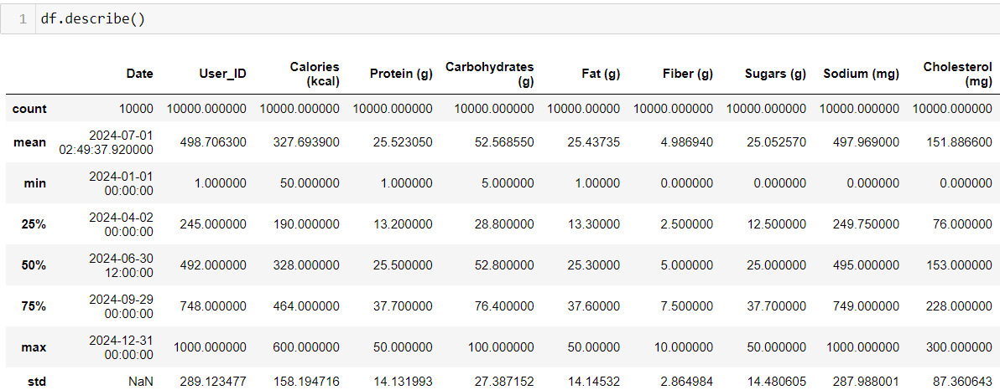 1 df.describe()
Date User_ID Calories (kcal) Protein (g) Carbohydrates (g) Fat (g) Fiber (g) Sugars (g) Sodium (mg) Cholesterol (mg)
count 10000 10000.000000 10000.000000 10000.000000 10000.000000 10000.00000 10000.000000 10000.000000 10000.000000 10000.000000
mean 2024-07-01 02:49:37.920000 498.706300 327.693900 25.523050 52.568550 25.43735 4.986940 25.052570 497.969000 151.886600
min 2024-01-01 00:00:00 1.000000 50.000000 1.000000 5.000000 1.00000 0.000000 0.000000 0.000000 0.000000
25% 2024-04-02 00:00:00 245.000000 190.000000 13.200000 28.800000 13.30000 2.500000 12.500000 249.750000 76.000000
50% 2024-06-30 12:00:00 492.000000 328.000000 25.500000 52.800000 25.30000 5.000000 25.000000 495.000000 153.000000
75% 2024-09-29 00:00:00 748.000000 464.000000 37.700000 76.400000 37.60000 7.500000 37.700000 749.000000 228.000000
max 2024-12-31 00:00:00 1000.000000 600.000000 50.000000 100.000000 50.00000 10.000000 50.000000 1000.000000 300.000000
std NaN 289.123477 158.194716 14.131993 27.387152 14.14532 2.864984 14.480605 287.988001 87.360643